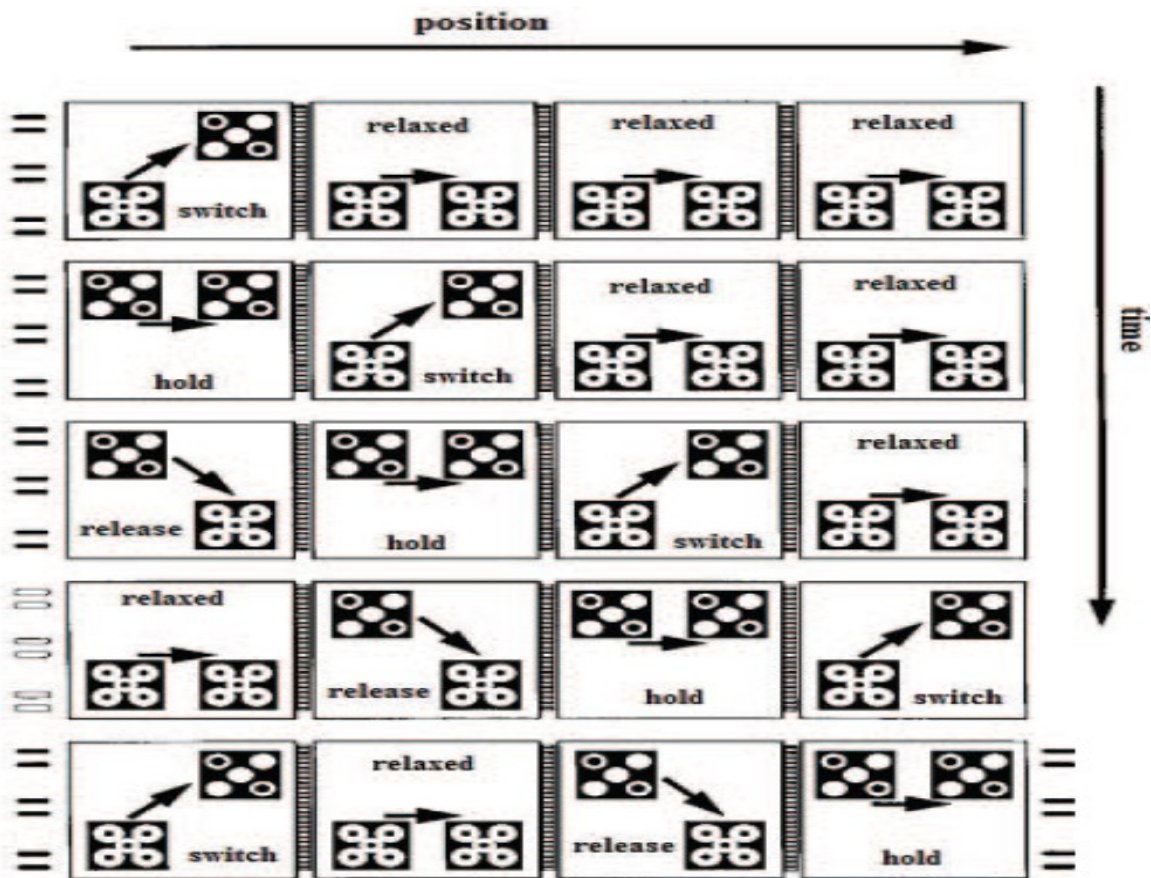 position
time
relaxed relaxed relaxed
switch
relaxed relaxed
hold switch
relaxed
release hold switch
relaxed
release hold switch
relaxed
switch release hold